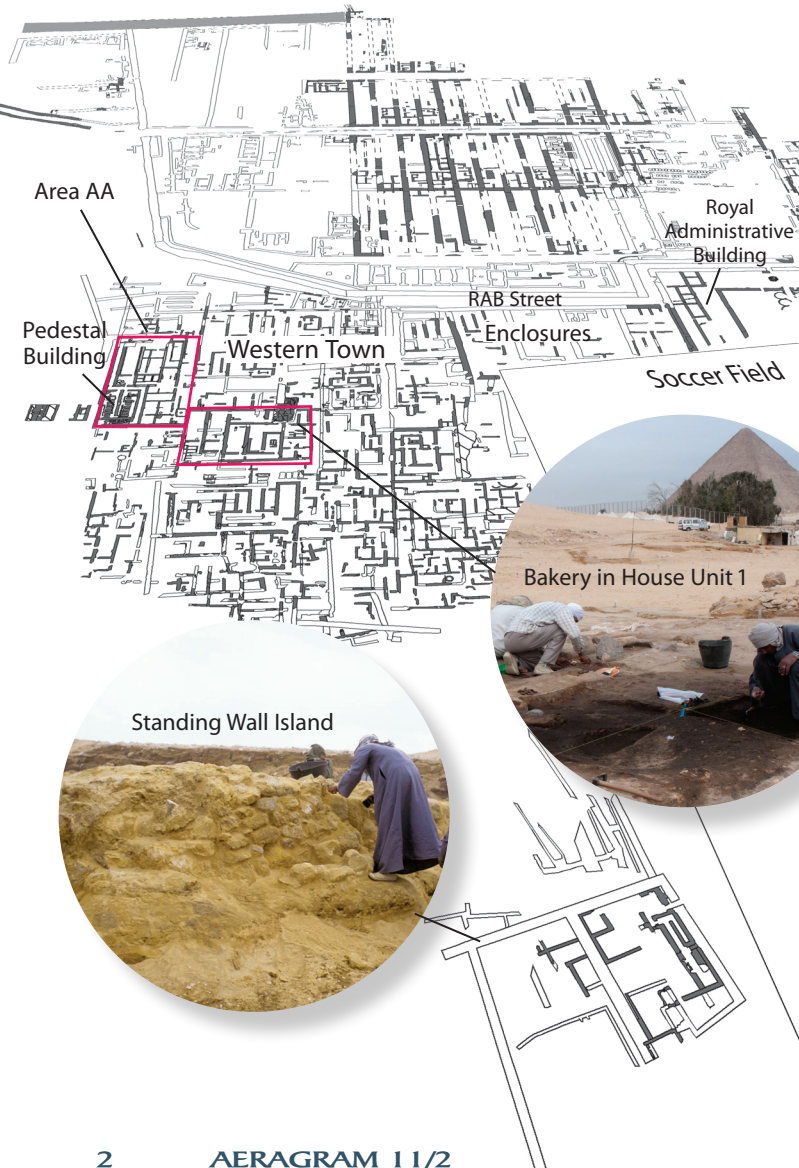 Area AA
Royal
Administrative
Building
RAB Street
Pedestal
Building
Enclosures
Western Town
Soccer Field
Bakery in House Unit 1
Standing Wall Island
2 AERAGRAM 11/2